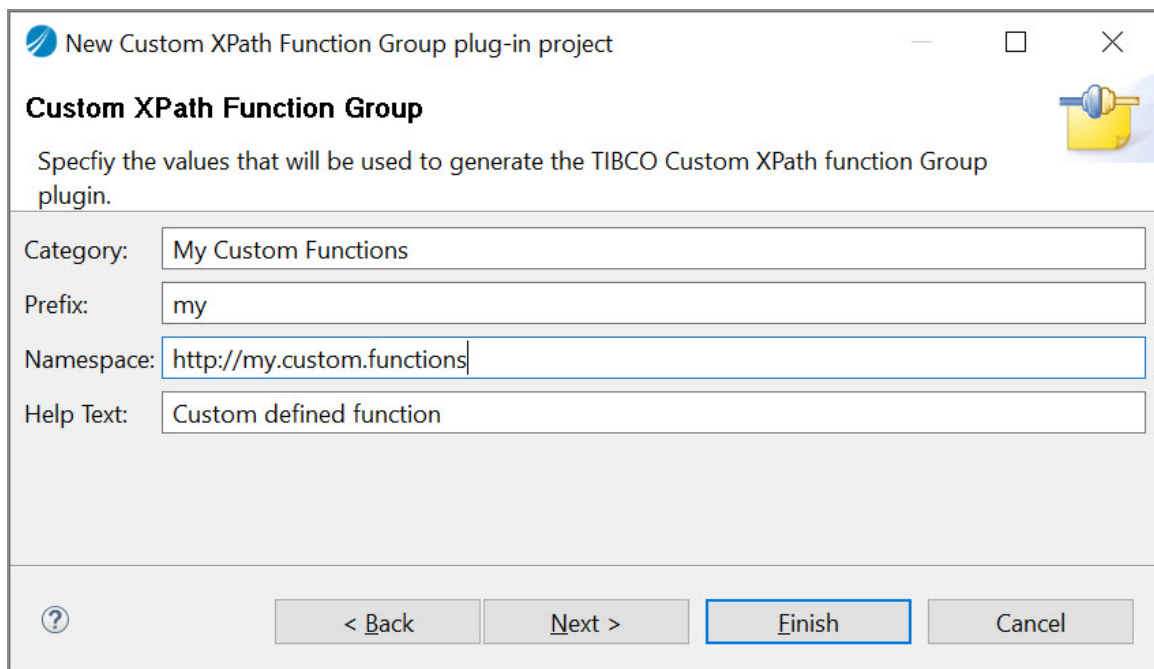 New Custom XPath Function Group plug-in project
Custom XPath Function Group
Specfiy the values that will be used to generate the TIBCO Custom XPath function Group
plugin.
Category: My Custom Functions
Prefix: my
Namespace: http://my.custom.functions
Help Text: Custom defined function
? < Back Next > Finish Cancel